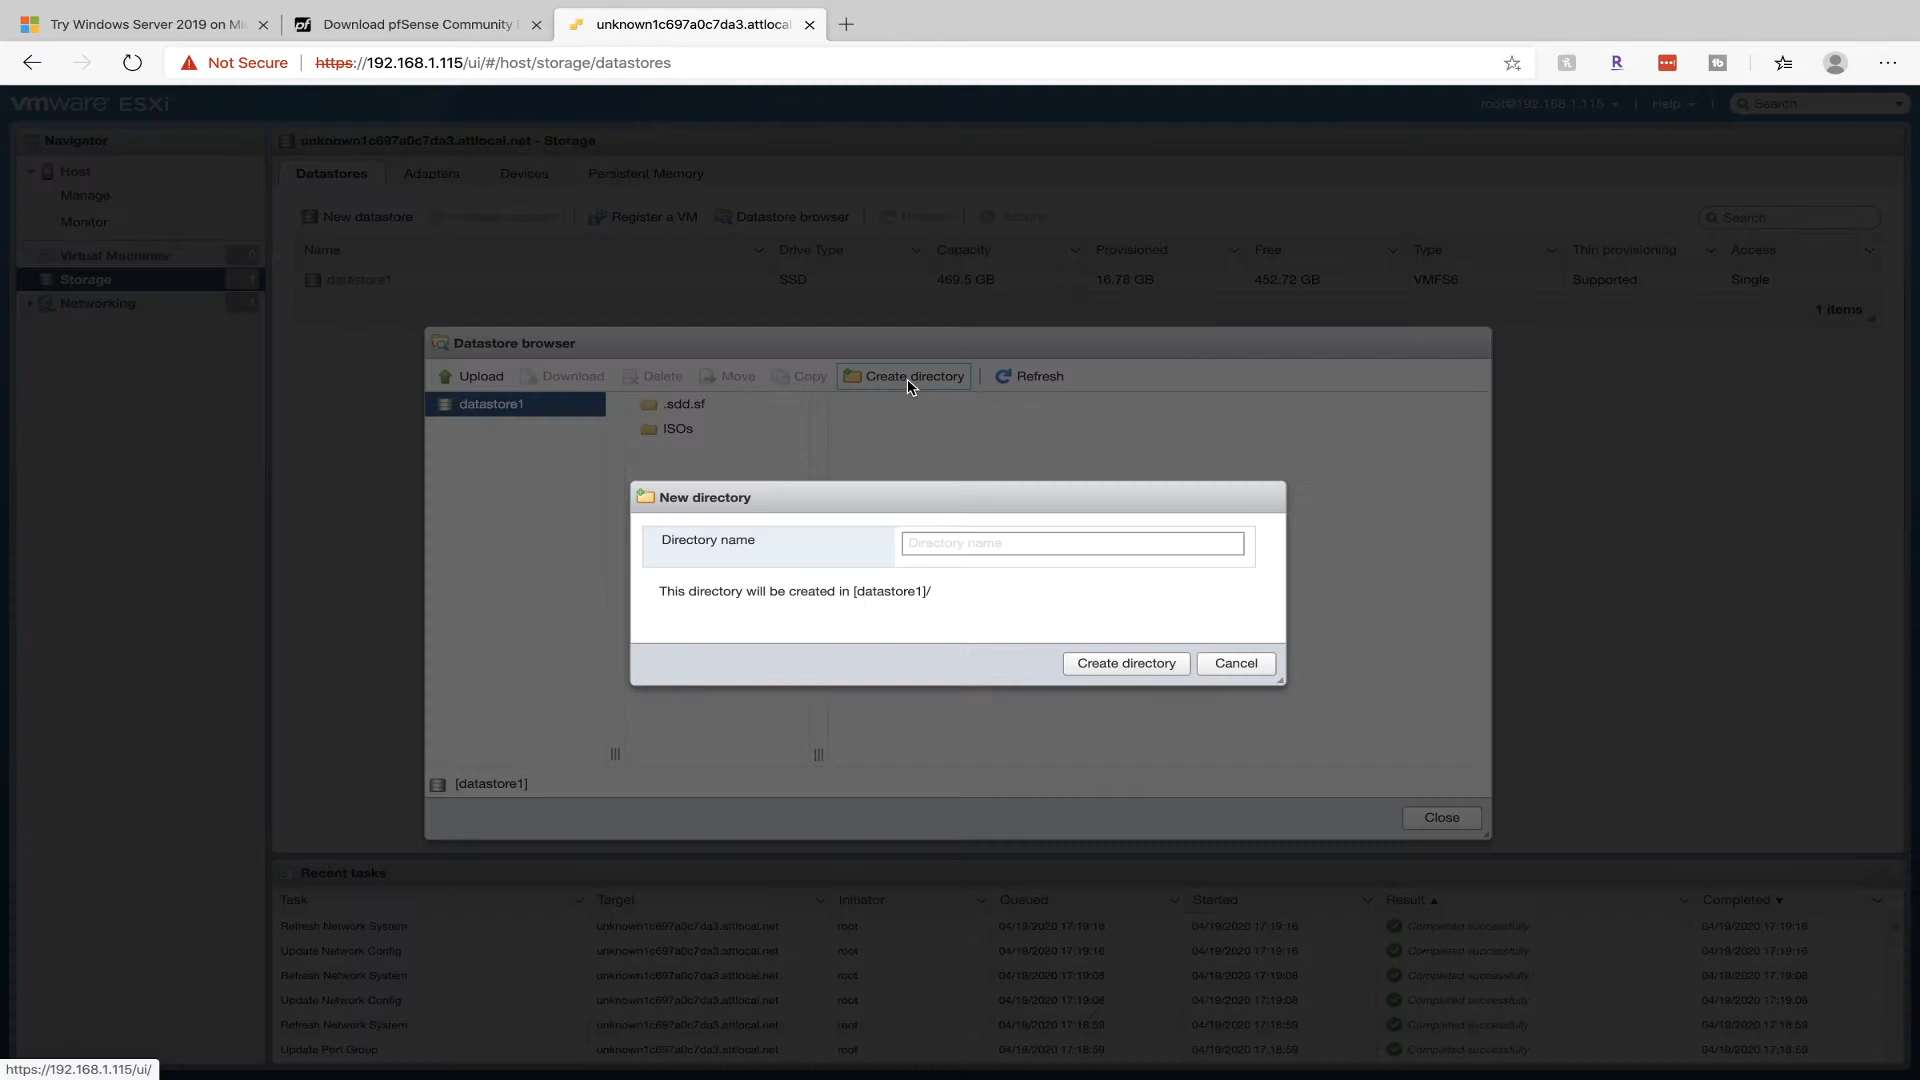 Try Windows Server 2019 on Mi
Download pfSense Community E
unknown1c697a0c7da3.attlocal
Not Secure
https://192.168.1.115/ui/#/host/storage/datastores
vmware ESXi
root@192.168.1.115
Help
Search
Navigator
unknown1c697a0c7da3.attlocal.net - Storage
Host
Manage
Monitor
Virtual Machines
Storage
Networking
Datastores
Adapters
Devices
Persistent Memory
New datastore
Register a VM
Datastore browser
Refresh
Actions
Search
Name Drive Type Capacity Provisioned Free Type Thin provisioning Access
datastore1 SSD 469.5 GB 16.78 GB 452.72 GB VMFS6 Supported Single
1 items
Datastore browser
Upload Download Delete Move Copy Create directory Refresh
datastore1
.sdd.sf
ISOs
New directory
Directory name
Directory name
This directory will be created in [datastore1]/
Create directory
Cancel
[datastore1]
Close
Recent tasks
Task Target Initiator Queued Started Result Completed
Refresh Network System unknown1c697a0c7da3.attlocal.net root 04/19/2020 17:19:16 04/19/2020 17:19:16 Completed successfully 04/19/2020 17:19:16
Update Network Config unknown1c697a0c7da3.attlocal.net root 04/19/2020 17:19:16 04/19/2020 17:19:16 Completed successfully 04/19/2020 17:19:16
Refresh Network System unknown1c697a0c7da3.attlocal.net root 04/19/2020 17:19:08 04/19/2020 17:19:08 Completed successfully 04/19/2020 17:19:08
Update Network Config unknown1c697a0c7da3.attlocal.net root 04/19/2020 17:19:08 04/19/2020 17:19:08 Completed successfully 04/19/2020 17:19:08
Refresh Network System unknown1c697a0c7da3.attlocal.net root 04/19/2020 17:18:59 04/19/2020 17:18:59 Completed successfully 04/19/2020 17:18:59
Update Port Group unknown1c697a0c7da3.attlocal.net root 04/19/2020 17:18:59 04/19/2020 17:18:59 Completed successfully 04/19/2020 17:18:59
https://192.168.1.115/ui/